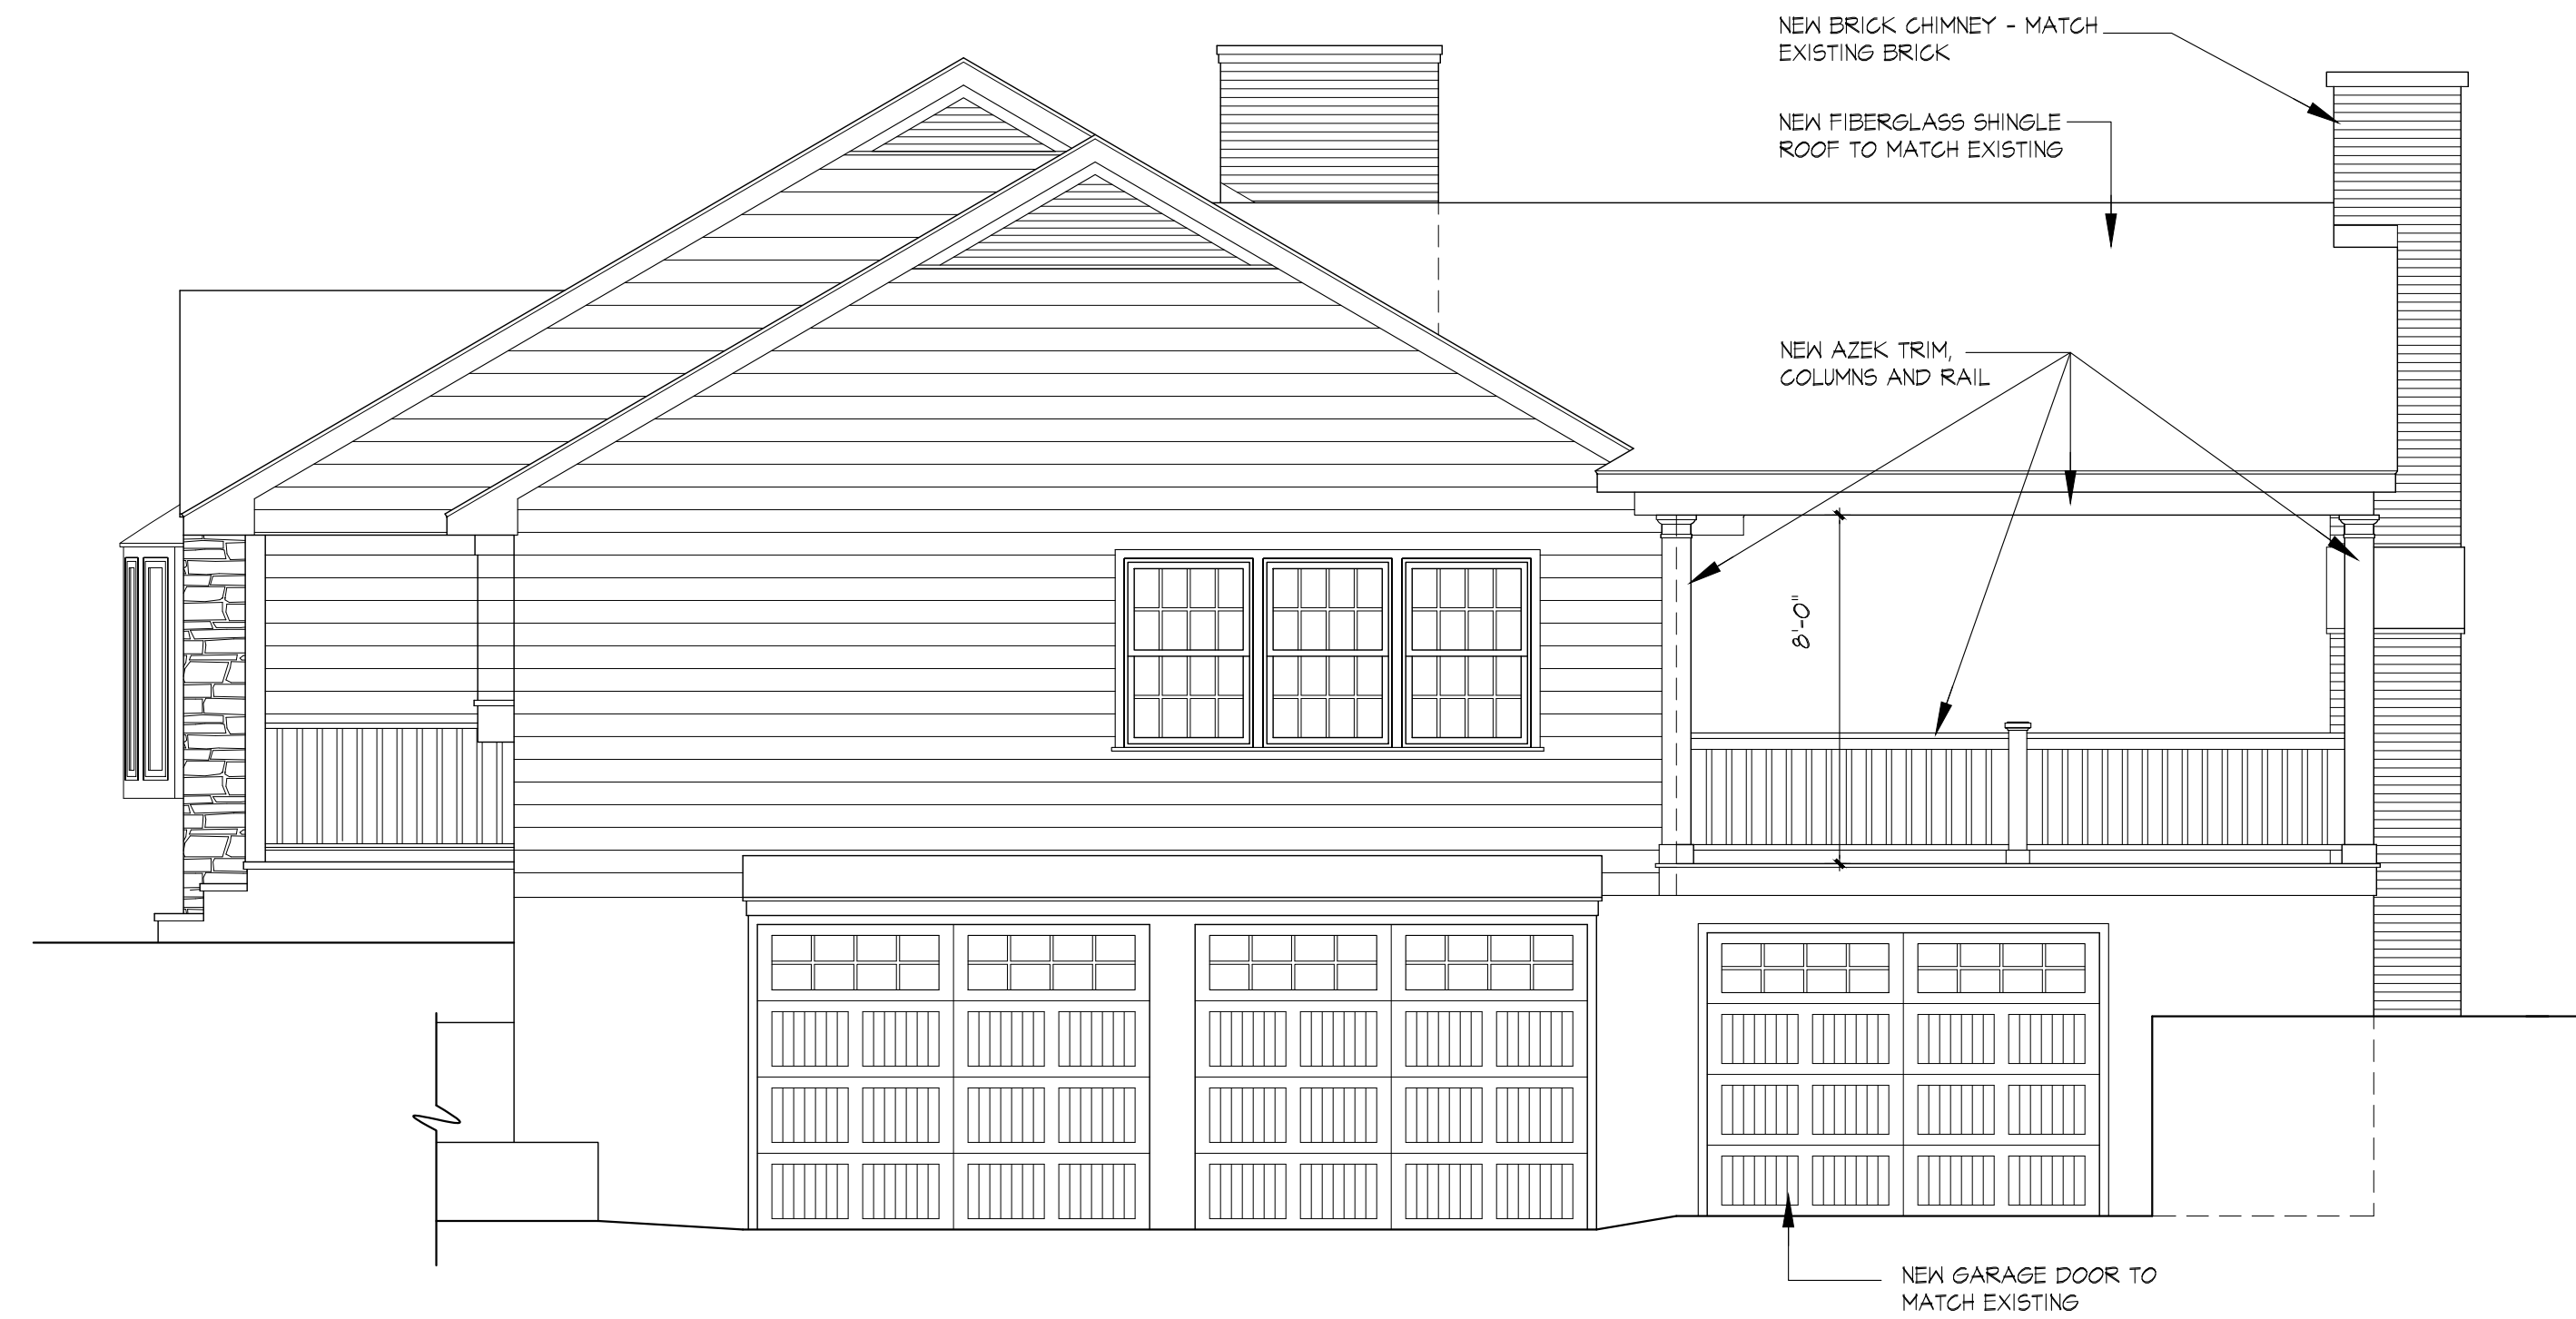 NEW BRICK CHIMNEY - MATCH
EXISTING BRICK
NEW FIBERGLASS SHINGLE
ROOF TO MATCH EXISTING
NEW AZEK TRIM,
COLUMNS AND RAIL
8'-0"
NEW GARAGE DOOR TO
MATCH EXISTING